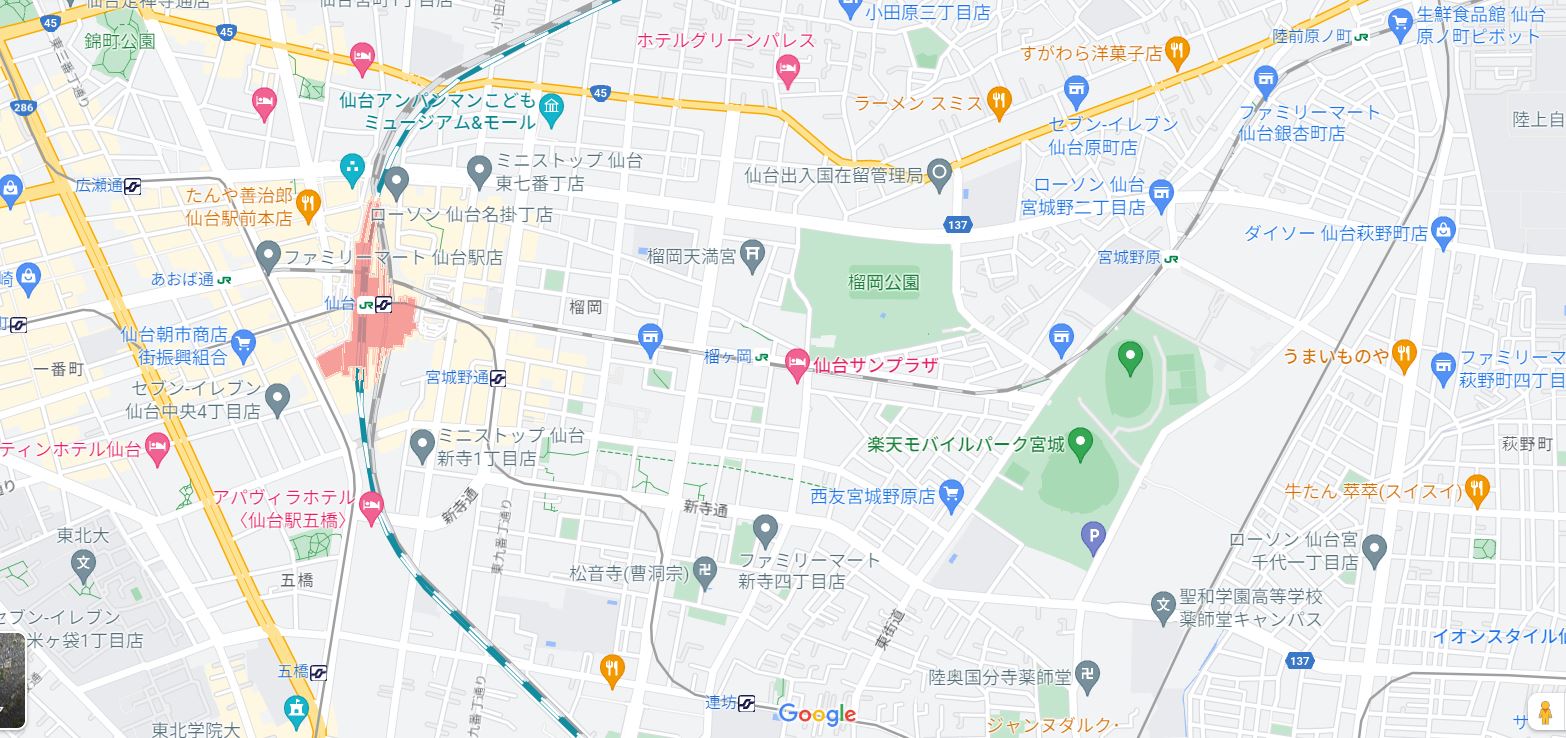 仙台定禅寺通店
45
錦町公園
東二番丁通り
45
286
広瀬通
仙台アンパンマンこども
ミュージアム&モール
45
ホテルグリーンパレス
小田原三丁目店
すがわら洋菓子店
ラーメン スミス
陸前原ノ町
JR
生鮮食品館 仙台
原ノ町ピボット
ファミリーマート
仙台銀杏町店
セブン-イレブン
仙台原町店
陸上自
ミニストップ 仙台
東七番丁店
たんや善治郎
仙台駅前本店
ローソン 仙台名掛丁店
仙台出入国在留管理局
ローソン 仙台
宮城野二丁目店
137
ダイソー 仙台萩野町店
ファミリーマート 仙台駅店
榴岡天満宮
榴岡公園
宮城野原
JR
あおば通
JR
仙台
JR
榴岡
仙台朝市商店
街振興組合
一番町
セブン-イレブン
仙台中央4丁目店
宮城野通
榴ケ岡
JR
仙台サンプラザ
うまいものや
ファミリーマ
萩野町四丁目
ティンホテル仙台
ミニストップ 仙台
新寺1丁目店
楽天モバイルパーク宮城
萩野町
アパヴィラホテル
〈仙台駅五橋〉
新寺通
新寺通
西友宮城野原店
牛たん 萃萃(スイスイ)
P
東北大
文
五橋
東九番丁通り
松音寺(曹洞宗)
ファミリーマート
新寺四丁目店
ローソン 仙台宮
千代一丁目店
セブン-イレブン
米ヶ袋1丁目店
東街道
文
聖和学園高等学校
薬師堂キャンパス
イオンスタイル仙
137
五橋
陸奥国分寺薬師堂
連坊
Google
東北学院大
九番丁通り
ジャンヌダルク・
サ